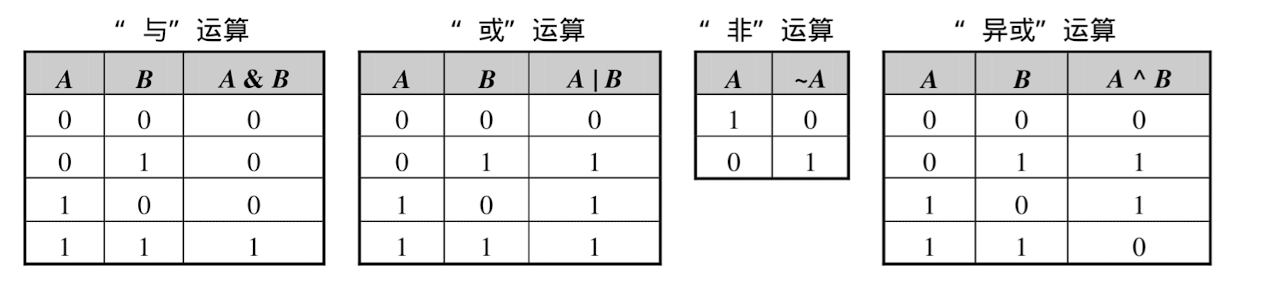 “ 与” 运算
A B A & B
0 0 0
0 1 0
1 0 0
1 1 1
“ 或” 运算
A B A | B
0 0 0
0 1 1
1 0 1
1 1 1
“ 非” 运算
A ~A
1 0
0 1
“ 异或” 运算
A B A ^ B
0 0 0
0 1 1
1 0 1
1 1 0